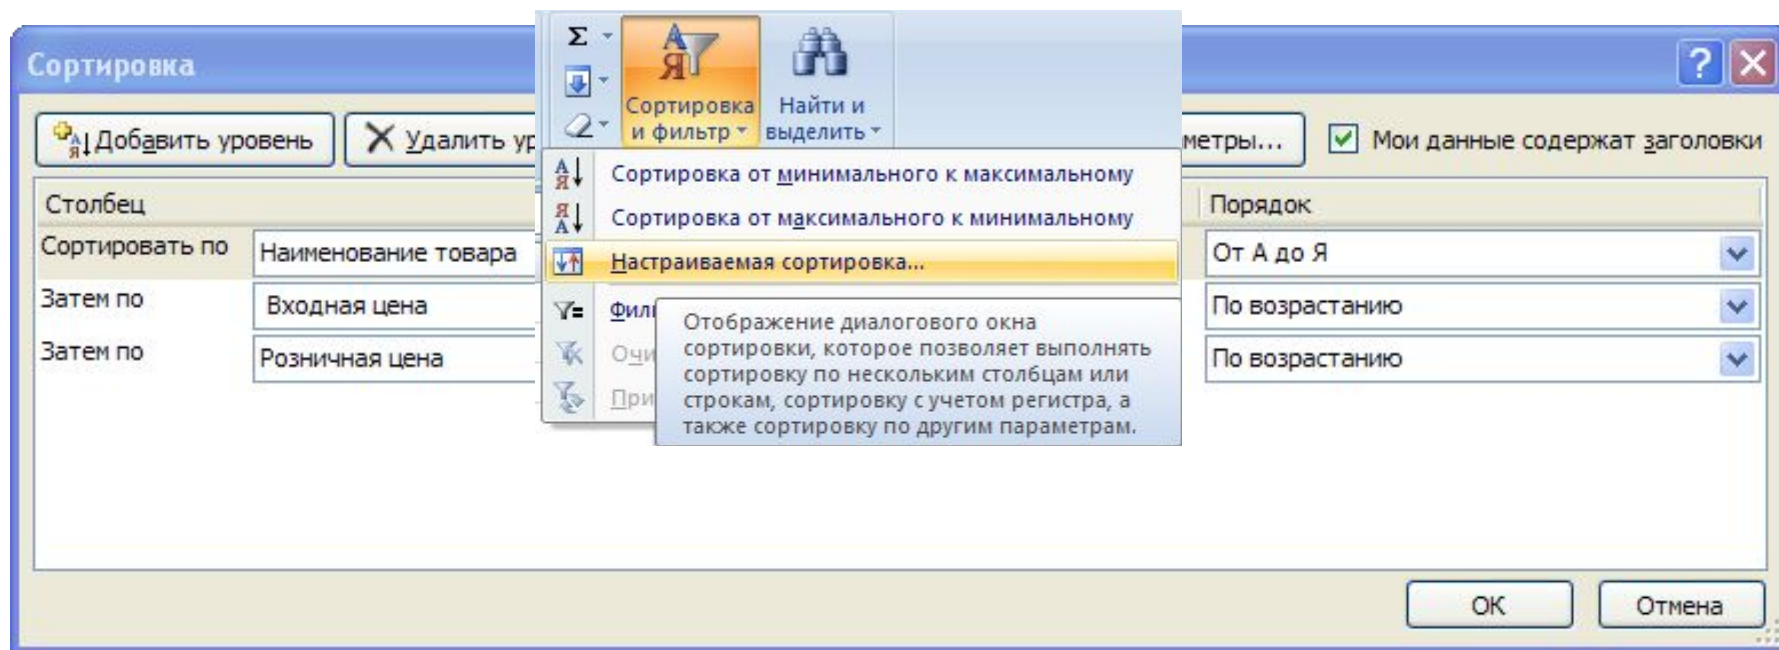 Сортировка
Добавить уровень
Удалить ур
метры...
Мои данные содержат заголовки
Столбец
Порядок
Сортировать по
Наименование товара
От А до Я
Затем по
Входная цена
По возрастанию
Затем по
Розничная цена
По возрастанию
ОК
Отмена
Σ
Сортировка
и фильтр
Найти и
выделить
Сортировка от минимального к максимальному
Сортировка от максимального к минимальному
Настраиваемая сортировка...
Фил
Очи
При
Отображение диалогового окна
сортировки, которое позволяет выполнять
сортировку по нескольким столбцам или
строкам, сортировку с учетом регистра, а
также сортировку по другим параметрам.